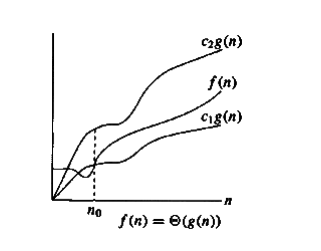 c₂g(n)
f(n)
c₁g(n)
n
n₀
f(n) = Θ(g(n))